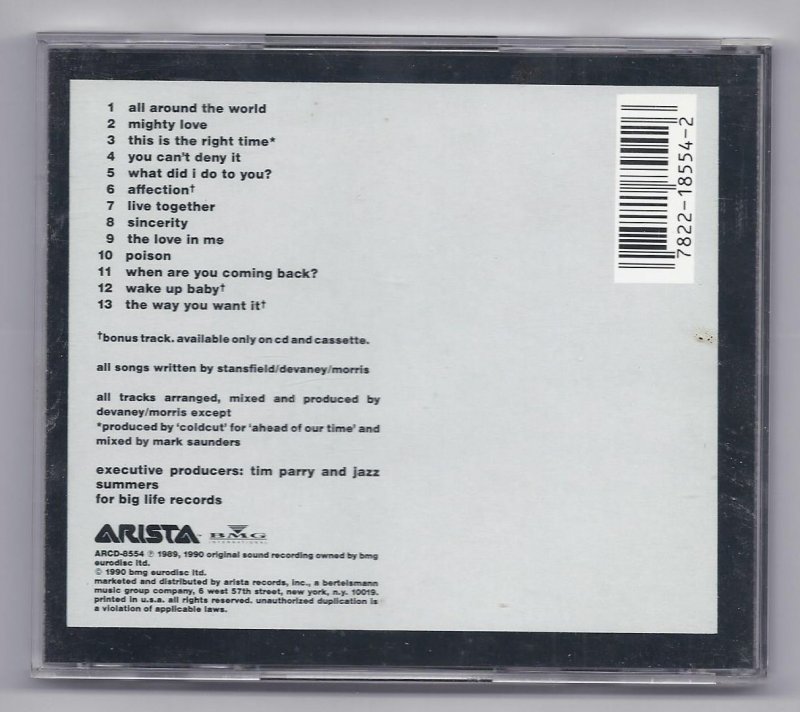 1 all around the world
2 mighty love
3 this is the right time*
4 you can't deny it
5 what did i do to you?
6 affection†
7 live together
8 sincerity
9 the love in me
10 poison
11 when are you coming back?
12 wake up baby†
13 the way you want it†
†bonus track. available only on cd and cassette.
all songs written by stansfield/devaney/morris
all tracks arranged, mixed and produced by
devaney/morris except
*produced by 'coldcut' for 'ahead of our time' and
mixed by mark saunders
executive producers: tim parry and jazz
summers
for big life records
ARISTA BMG
INTERNATIONAL
ARCD-8554 ℗ 1989, 1990 original sound recording owned by bmg
eurodisc ltd.
© 1990 bmg eurodisc ltd.
marketed and distributed by arista records, inc., a bertelsmann
music group company, 6 west 57th street, new york, n.y. 10019.
printed in u.s.a. all rights reserved. unauthorized duplication is
a violation of applicable laws.
7822-18554-2